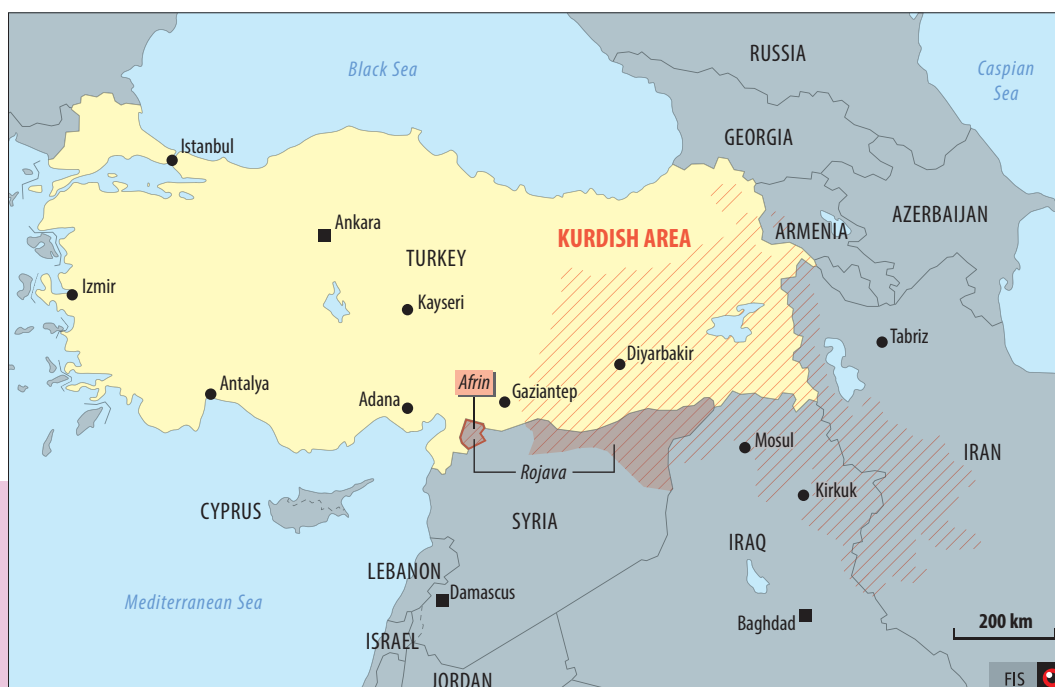 RUSSIA
Black Sea
Caspian
Sea
GEORGIA
Istanbul
AZERBAIJAN
Ankara
ARMENIA
KURDISH AREA
TURKEY
Izmir
Kayseri
Tabriz
Diyarbakir
Afrin
Gaziantep
Antalya
Adana
Mosul
IRAN
Rojava
Kirkuk
CYPRUS
SYRIA
IRAQ
LEBANON
Damascus
Mediterranean Sea
Baghdad
200 km
ISRAEL
JORDAN
FIS